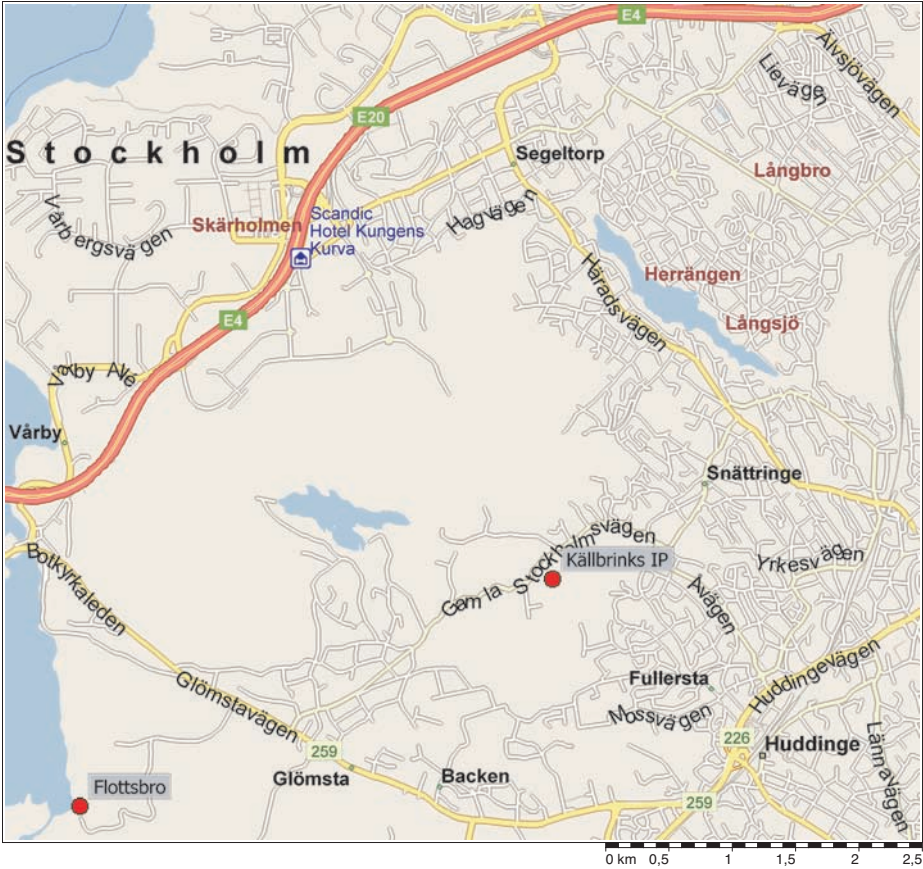 E4
Älvsjövägen
Lievägen
E20
Stockholm
Segeltorp
Långbro
Vårbergsvägen
Skärholmen
Scandic
Hotel Kungens
Kurva
Hagvägen
Herrängen
Häradsvägen
Långsjö
E4
Vårby Allé
Vårby
Snättringe
Gamla Stockholmsvägen
Källbrinks IP
Yrkesvägen
Botkyrkaleden
Avägen
Glömstavägen
Fullersta
Mossvägen
Huddingevägen
226
Huddinge
Lännavägen
259
Glömsta
Backen
Flottsbro
259
0 km 0,5 1 1,5 2 2,5